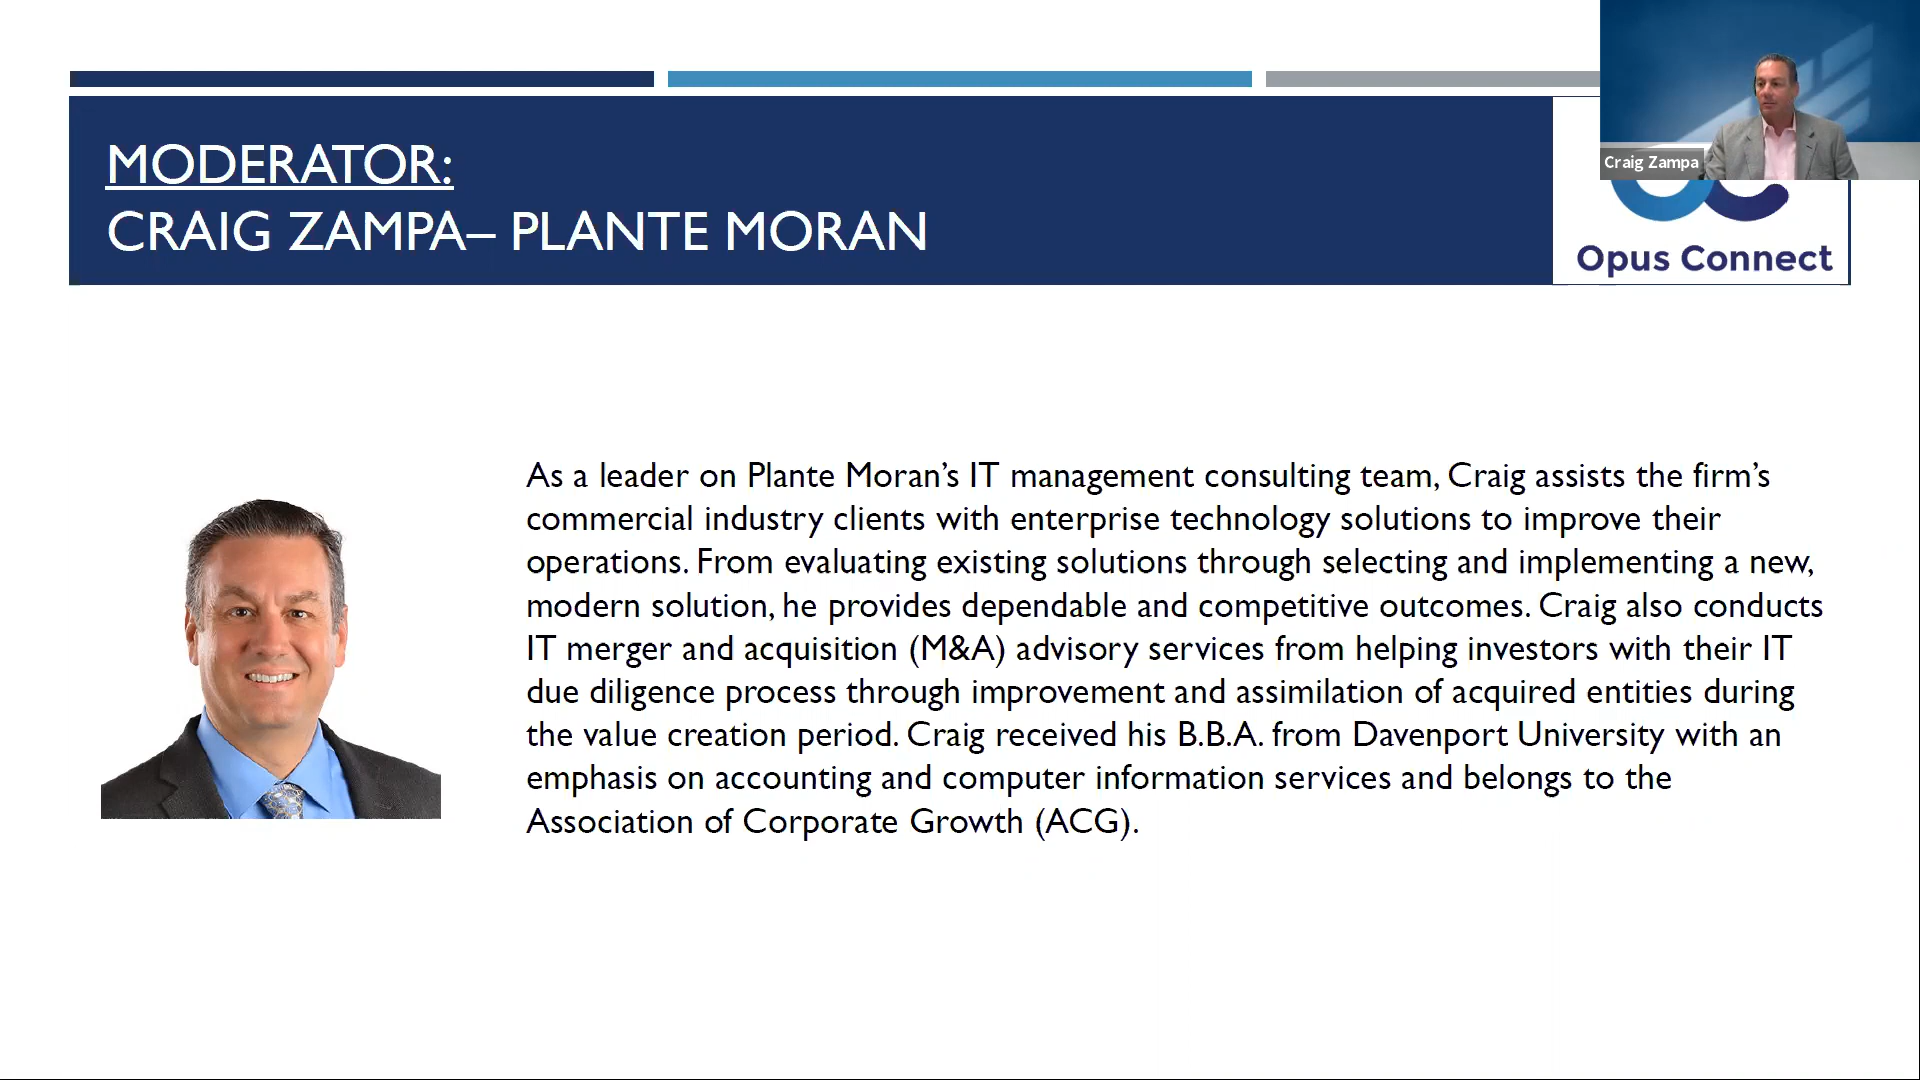 MODERATOR:
CRAIG ZAMPA– PLANTE MORAN
Craig Zampa
Opus Connect
As a leader on Plante Moran’s IT management consulting team, Craig assists the firm’s
commercial industry clients with enterprise technology solutions to improve their
operations. From evaluating existing solutions through selecting and implementing a new,
modern solution, he provides dependable and competitive outcomes. Craig also conducts
IT merger and acquisition (M&A) advisory services from helping investors with their IT
due diligence process through improvement and assimilation of acquired entities during
the value creation period. Craig received his B.B.A. from Davenport University with an
emphasis on accounting and computer information services and belongs to the
Association of Corporate Growth (ACG).